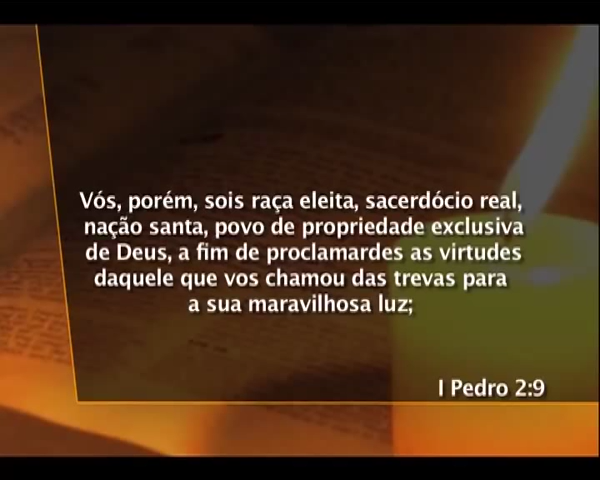 Vós, porém, sois raça eleita, sacerdócio real,
nação santa, povo de propriedade exclusiva
de Deus, a fim de proclamardes as virtudes
daquele que vos chamou das trevas para
a sua maravilhosa luz;
I Pedro 2:9